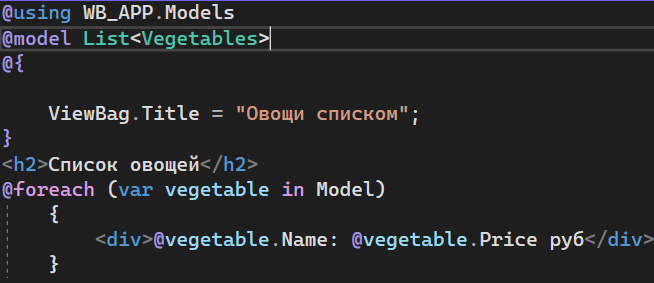 @using WB_APP.Models
@model List<Vegetables>
@{
ViewBag.Title = "Овощи списком";
}
<h2>Список овощей</h2>
@foreach (var vegetable in Model)
{
<div>@vegetable.Name: @vegetable.Price руб</div>
}